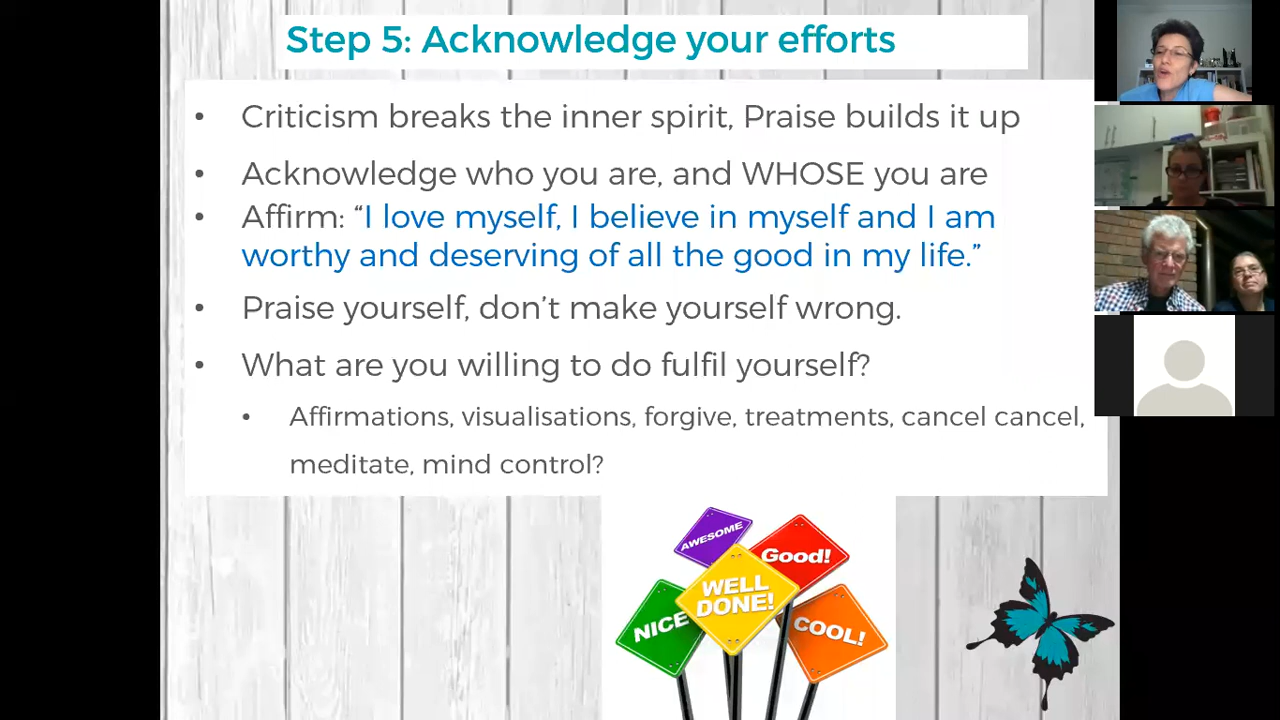 Step 5: Acknowledge your efforts
• Criticism breaks the inner spirit, Praise builds it up
• Acknowledge who you are, and WHOSE you are
• Affirm: “I love myself, I believe in myself and I am
worthy and deserving of all the good in my life.”
• Praise yourself, don’t make yourself wrong.
• What are you willing to do fulfil yourself?
• Affirmations, visualisations, forgive, treatments, cancel cancel,
meditate, mind control?
AWESOME
Good!
WELL
DONE!
NICE
COOL!